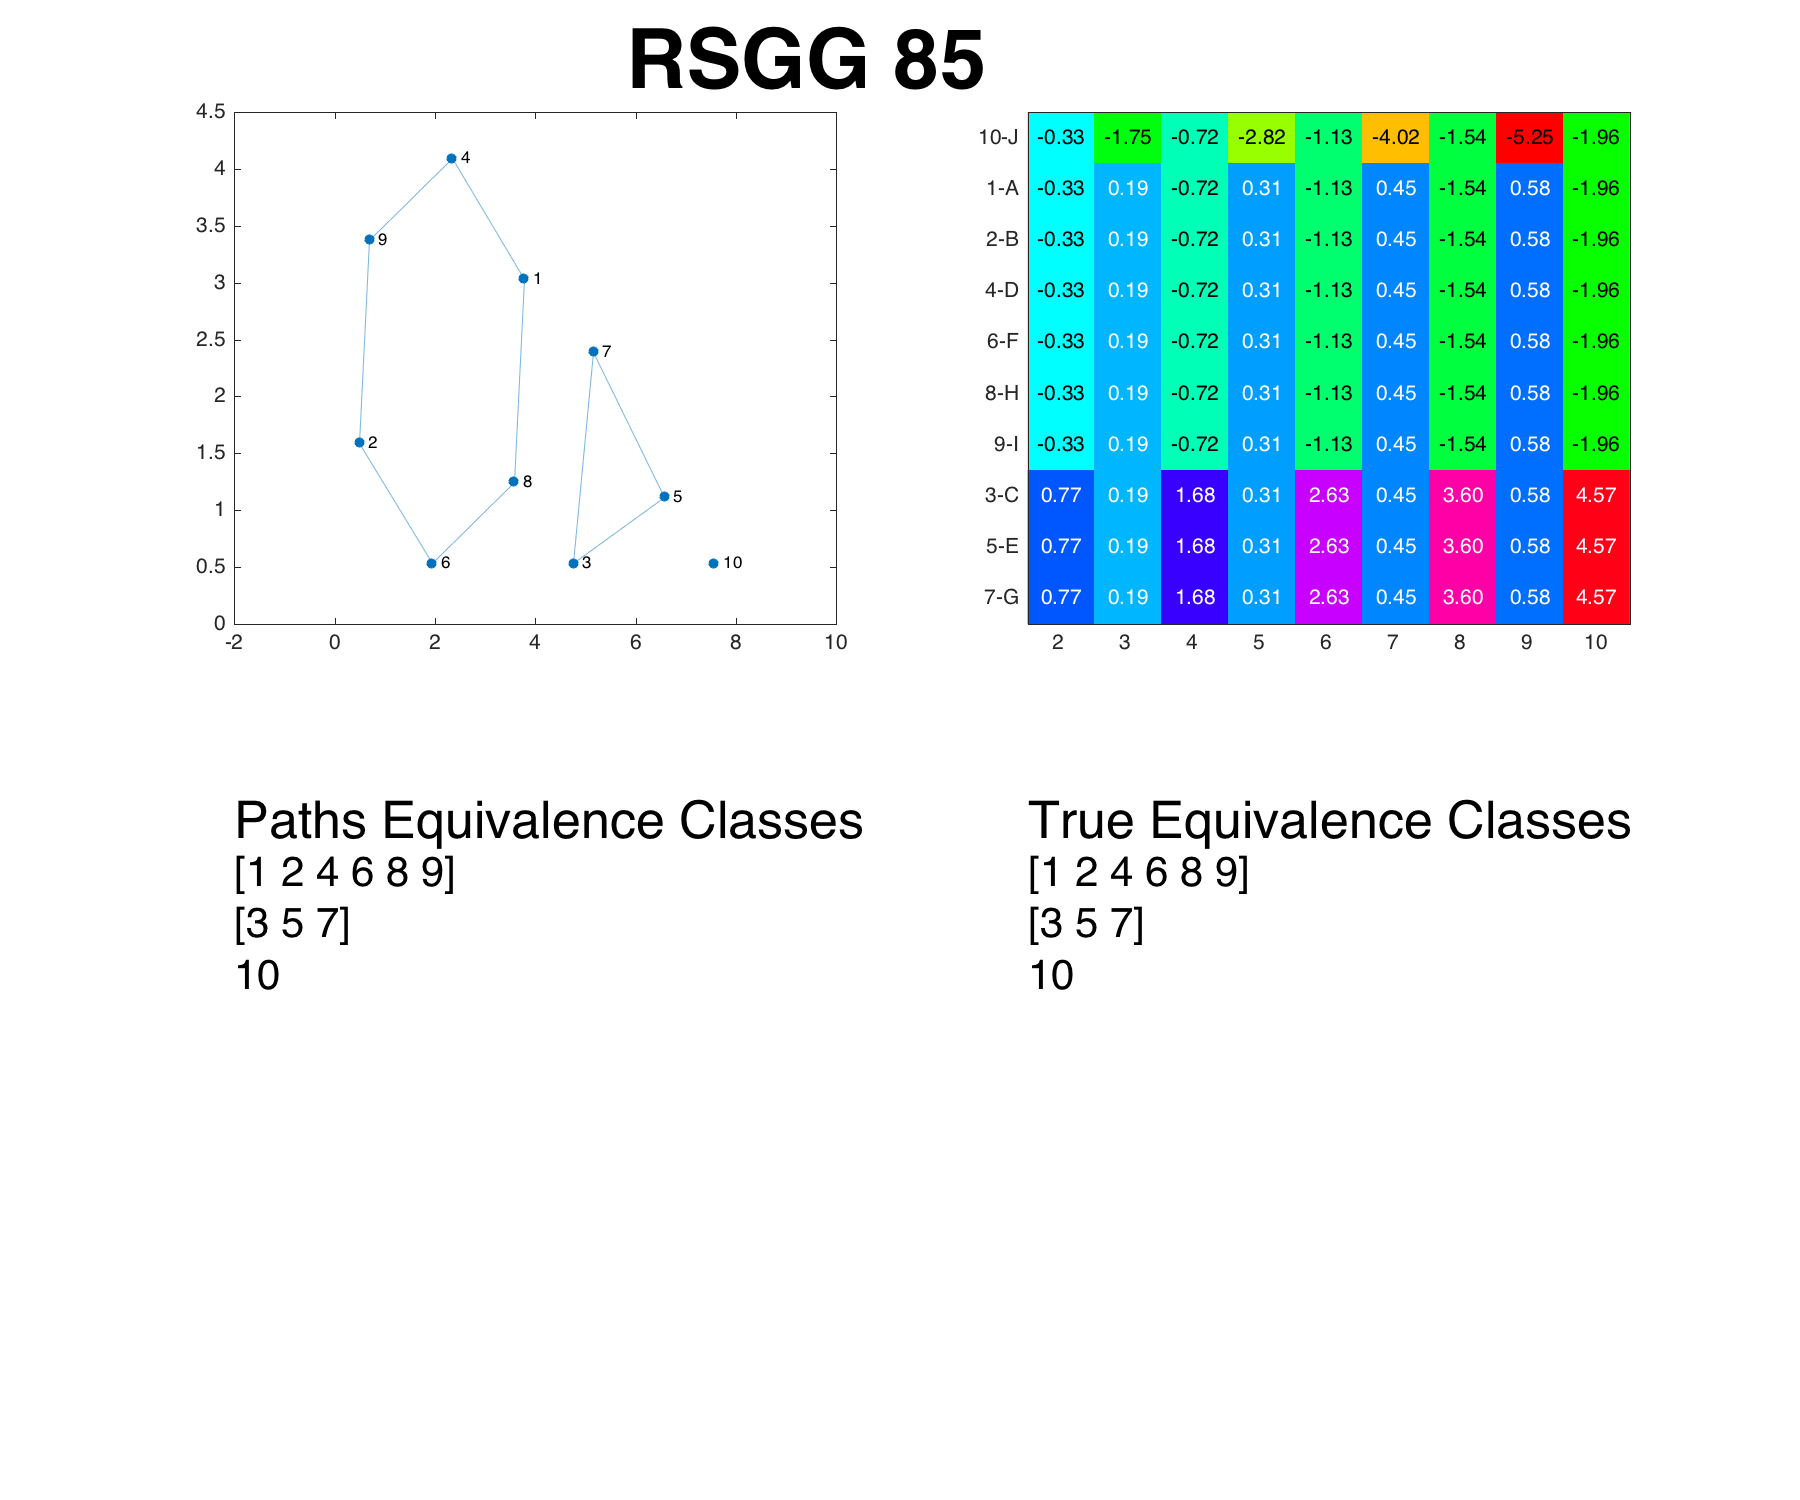 RSGG 85
4.5
4
3.5
3
2.5
2
1.5
1
0.5
0
-2 0 2 4 6 8 10
4
9
1
7
2
8
5
6
3
10
10-J -0.33 -1.75 -0.72 -2.82 -1.13 -4.02 -1.54 -5.25 -1.96
1-A -0.33 0.19 -0.72 0.31 -1.13 0.45 -1.54 0.58 -1.96
2-B -0.33 0.19 -0.72 0.31 -1.13 0.45 -1.54 0.58 -1.96
4-D -0.33 0.19 -0.72 0.31 -1.13 0.45 -1.54 0.58 -1.96
6-F -0.33 0.19 -0.72 0.31 -1.13 0.45 -1.54 0.58 -1.96
8-H -0.33 0.19 -0.72 0.31 -1.13 0.45 -1.54 0.58 -1.96
9-I -0.33 0.19 -0.72 0.31 -1.13 0.45 -1.54 0.58 -1.96
3-C 0.77 0.19 1.68 0.31 2.63 0.45 3.60 0.58 4.57
5-E 0.77 0.19 1.68 0.31 2.63 0.45 3.60 0.58 4.57
7-G 0.77 0.19 1.68 0.31 2.63 0.45 3.60 0.58 4.57
2 3 4 5 6 7 8 9 10
Paths Equivalence Classes
[1 2 4 6 8 9]
[3 5 7]
10
True Equivalence Classes
[1 2 4 6 8 9]
[3 5 7]
10